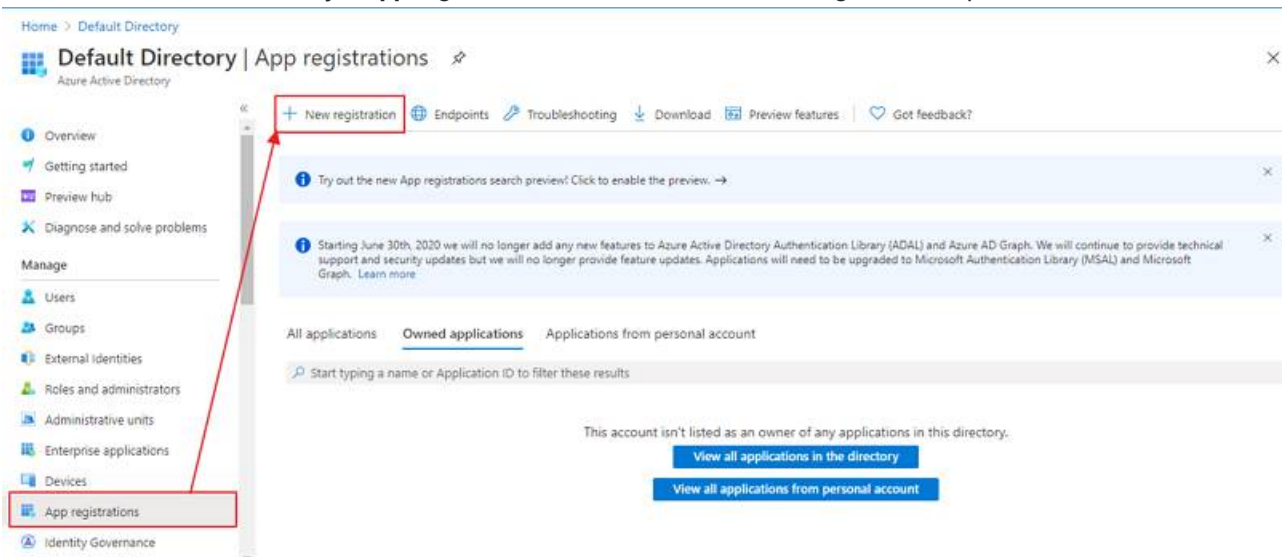 Home > Default Directory
Default Directory | App registrations
Azure Active Directory
New registration Endpoints Troubleshooting Download Preview features Got feedback?
Overview
Getting started
Preview hub
Diagnose and solve problems
Manage
Users
Groups
External Identities
Roles and administrators
Administrative units
Enterprise applications
Devices
App registrations
Identity Governance
Try out the new App registrations search preview! Click to enable the preview. →
Starting June 30th, 2020 we will no longer add any new features to Azure Active Directory Authentication Library (ADAL) and Azure AD Graph. We will continue to provide technical
support and security updates but we will no longer provide feature updates. Applications will need to be upgraded to Microsoft Authentication Library (MSAL) and Microsoft
Graph. Learn more
All applications Owned applications Applications from personal account
Start typing a name or Application ID to filter these results
This account isn't listed as an owner of any applications in this directory.
View all applications in the directory
View all applications from personal account